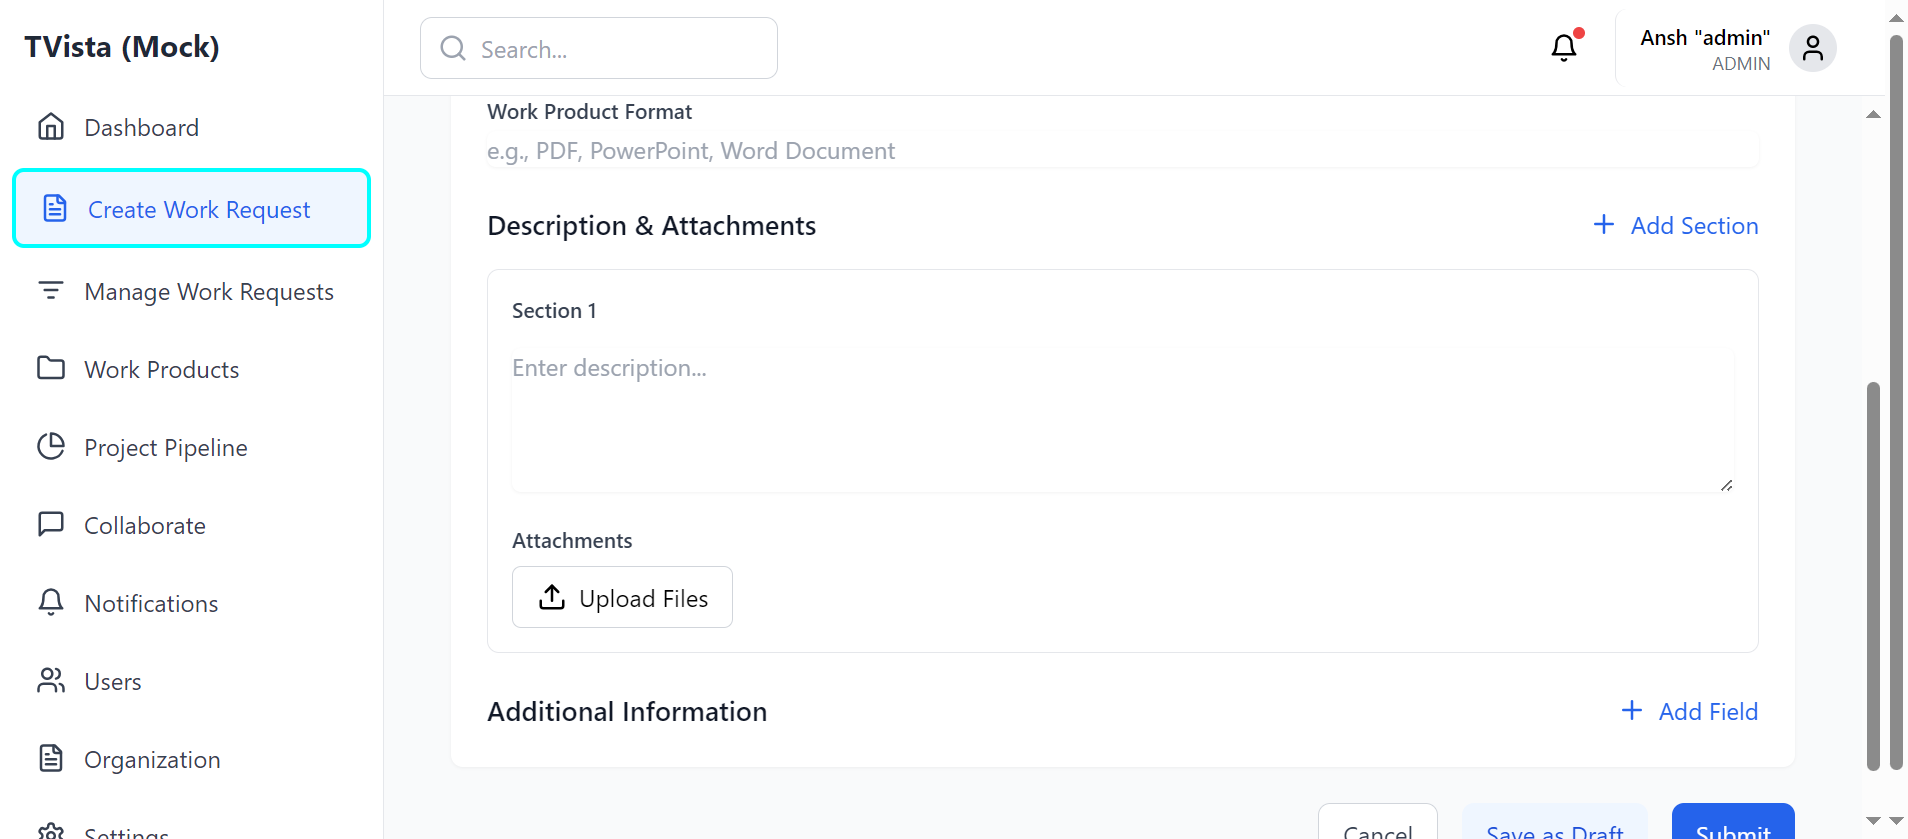 TVista (Mock)
Search...
Ansh "admin"
ADMIN
Dashboard
Create Work Request
Manage Work Requests
Work Products
Project Pipeline
Collaborate
Notifications
Users
Organization
Settings
Work Product Format
e.g., PDF, PowerPoint, Word Document
Description & Attachments
+ Add Section
Section 1
Enter description...
Attachments
Upload Files
Additional Information
+ Add Field
Cancel
Save as Draft
Submit